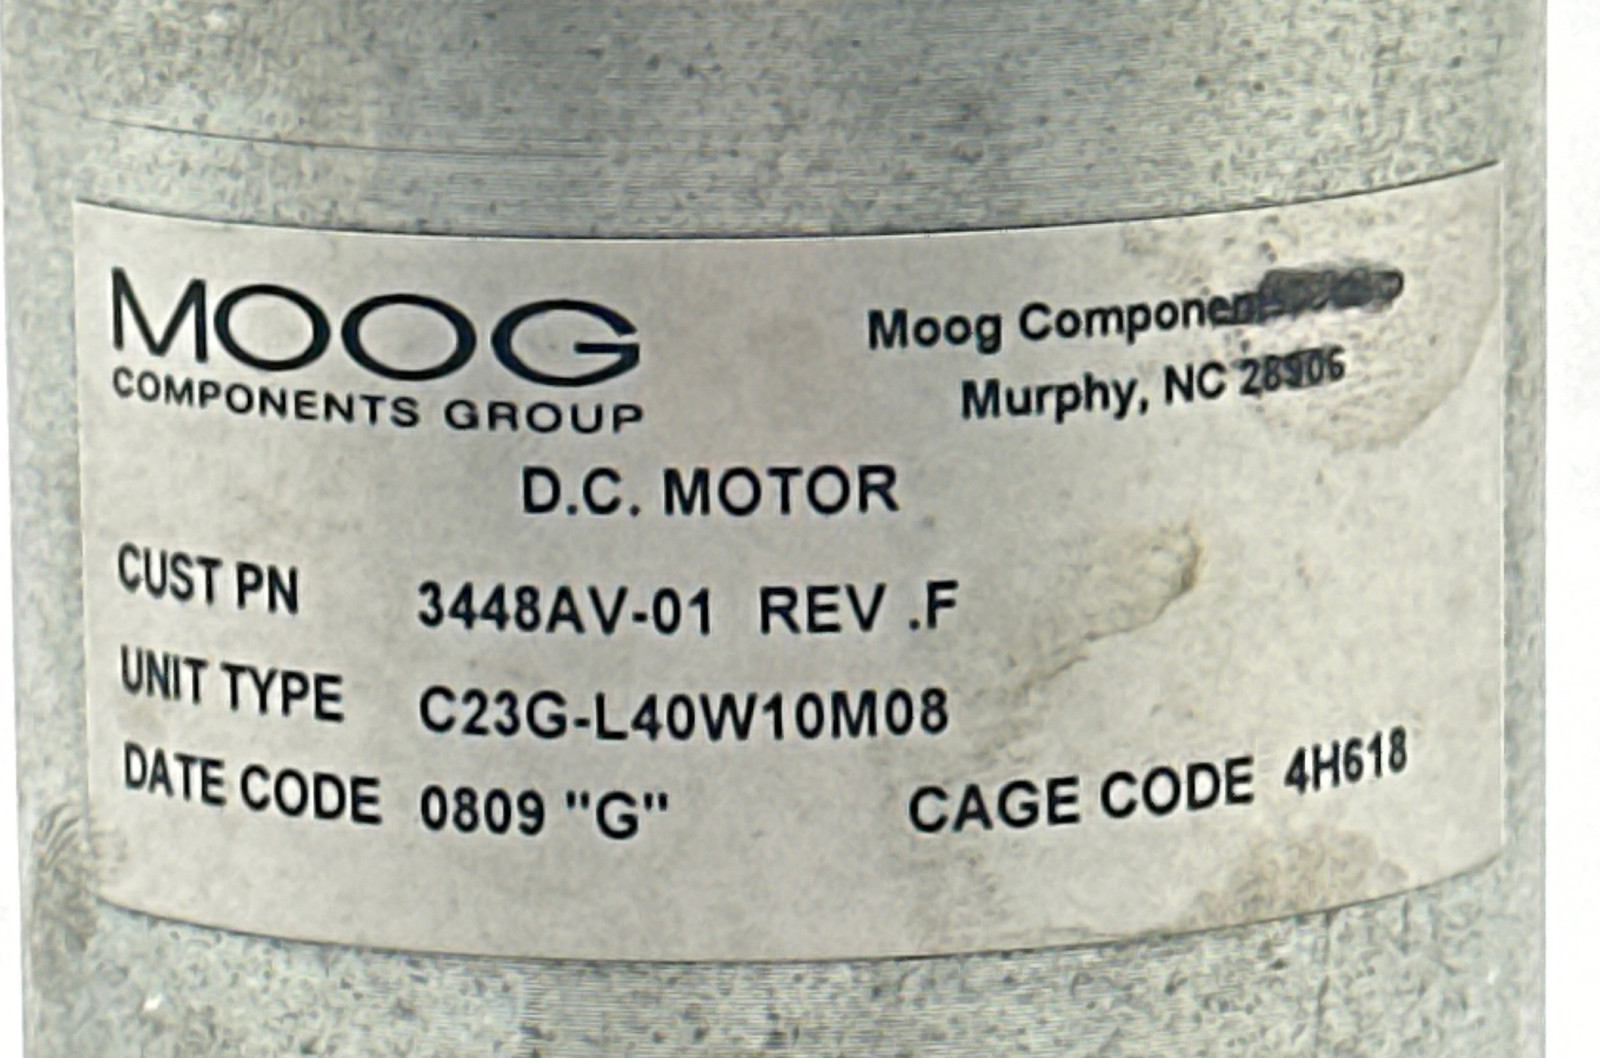 MOOG
COMPONENTS GROUP
Moog
Murphy, NC 28906
D.C. MOTOR
CUST PN 3448AV-01 REV .F
UNIT TYPE C23G-L40W10M08
DATE CODE 0809 "G"
CAGE CODE 4H618